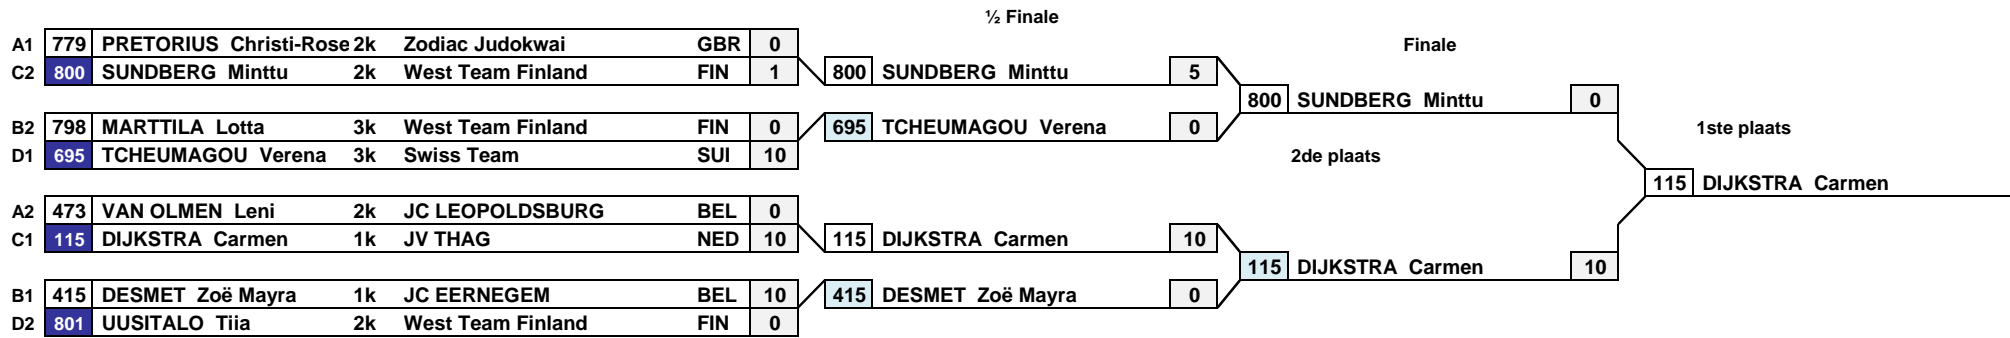 ½ Finale
A1 779 PRETORIUS Christi-Rose 2k Zodiac Judokwai GBR 0
Finale
C2 800 SUNDBERG Minttu 2k West Team Finland FIN 1 800 SUNDBERG Minttu 5
800 SUNDBERG Minttu 0
B2 798 MARTTILA Lotta 3k West Team Finland FIN 0 695 TCHEUMAGOU Verena 0 1ste plaats
D1 695 TCHEUMAGOU Verena 3k Swiss Team SUI 10 2de plaats
115 DIJKSTRA Carmen
A2 473 VAN OLMEN Leni 2k JC LEOPOLDSBURG BEL 0
C1 115 DIJKSTRA Carmen 1k JV THAG NED 10 115 DIJKSTRA Carmen 10
115 DIJKSTRA Carmen 10
B1 415 DESMET Zoë Mayra 1k JC EERNEGEM BEL 10 415 DESMET Zoë Mayra 0
D2 801 UUSITALO Tiia 2k West Team Finland FIN 0